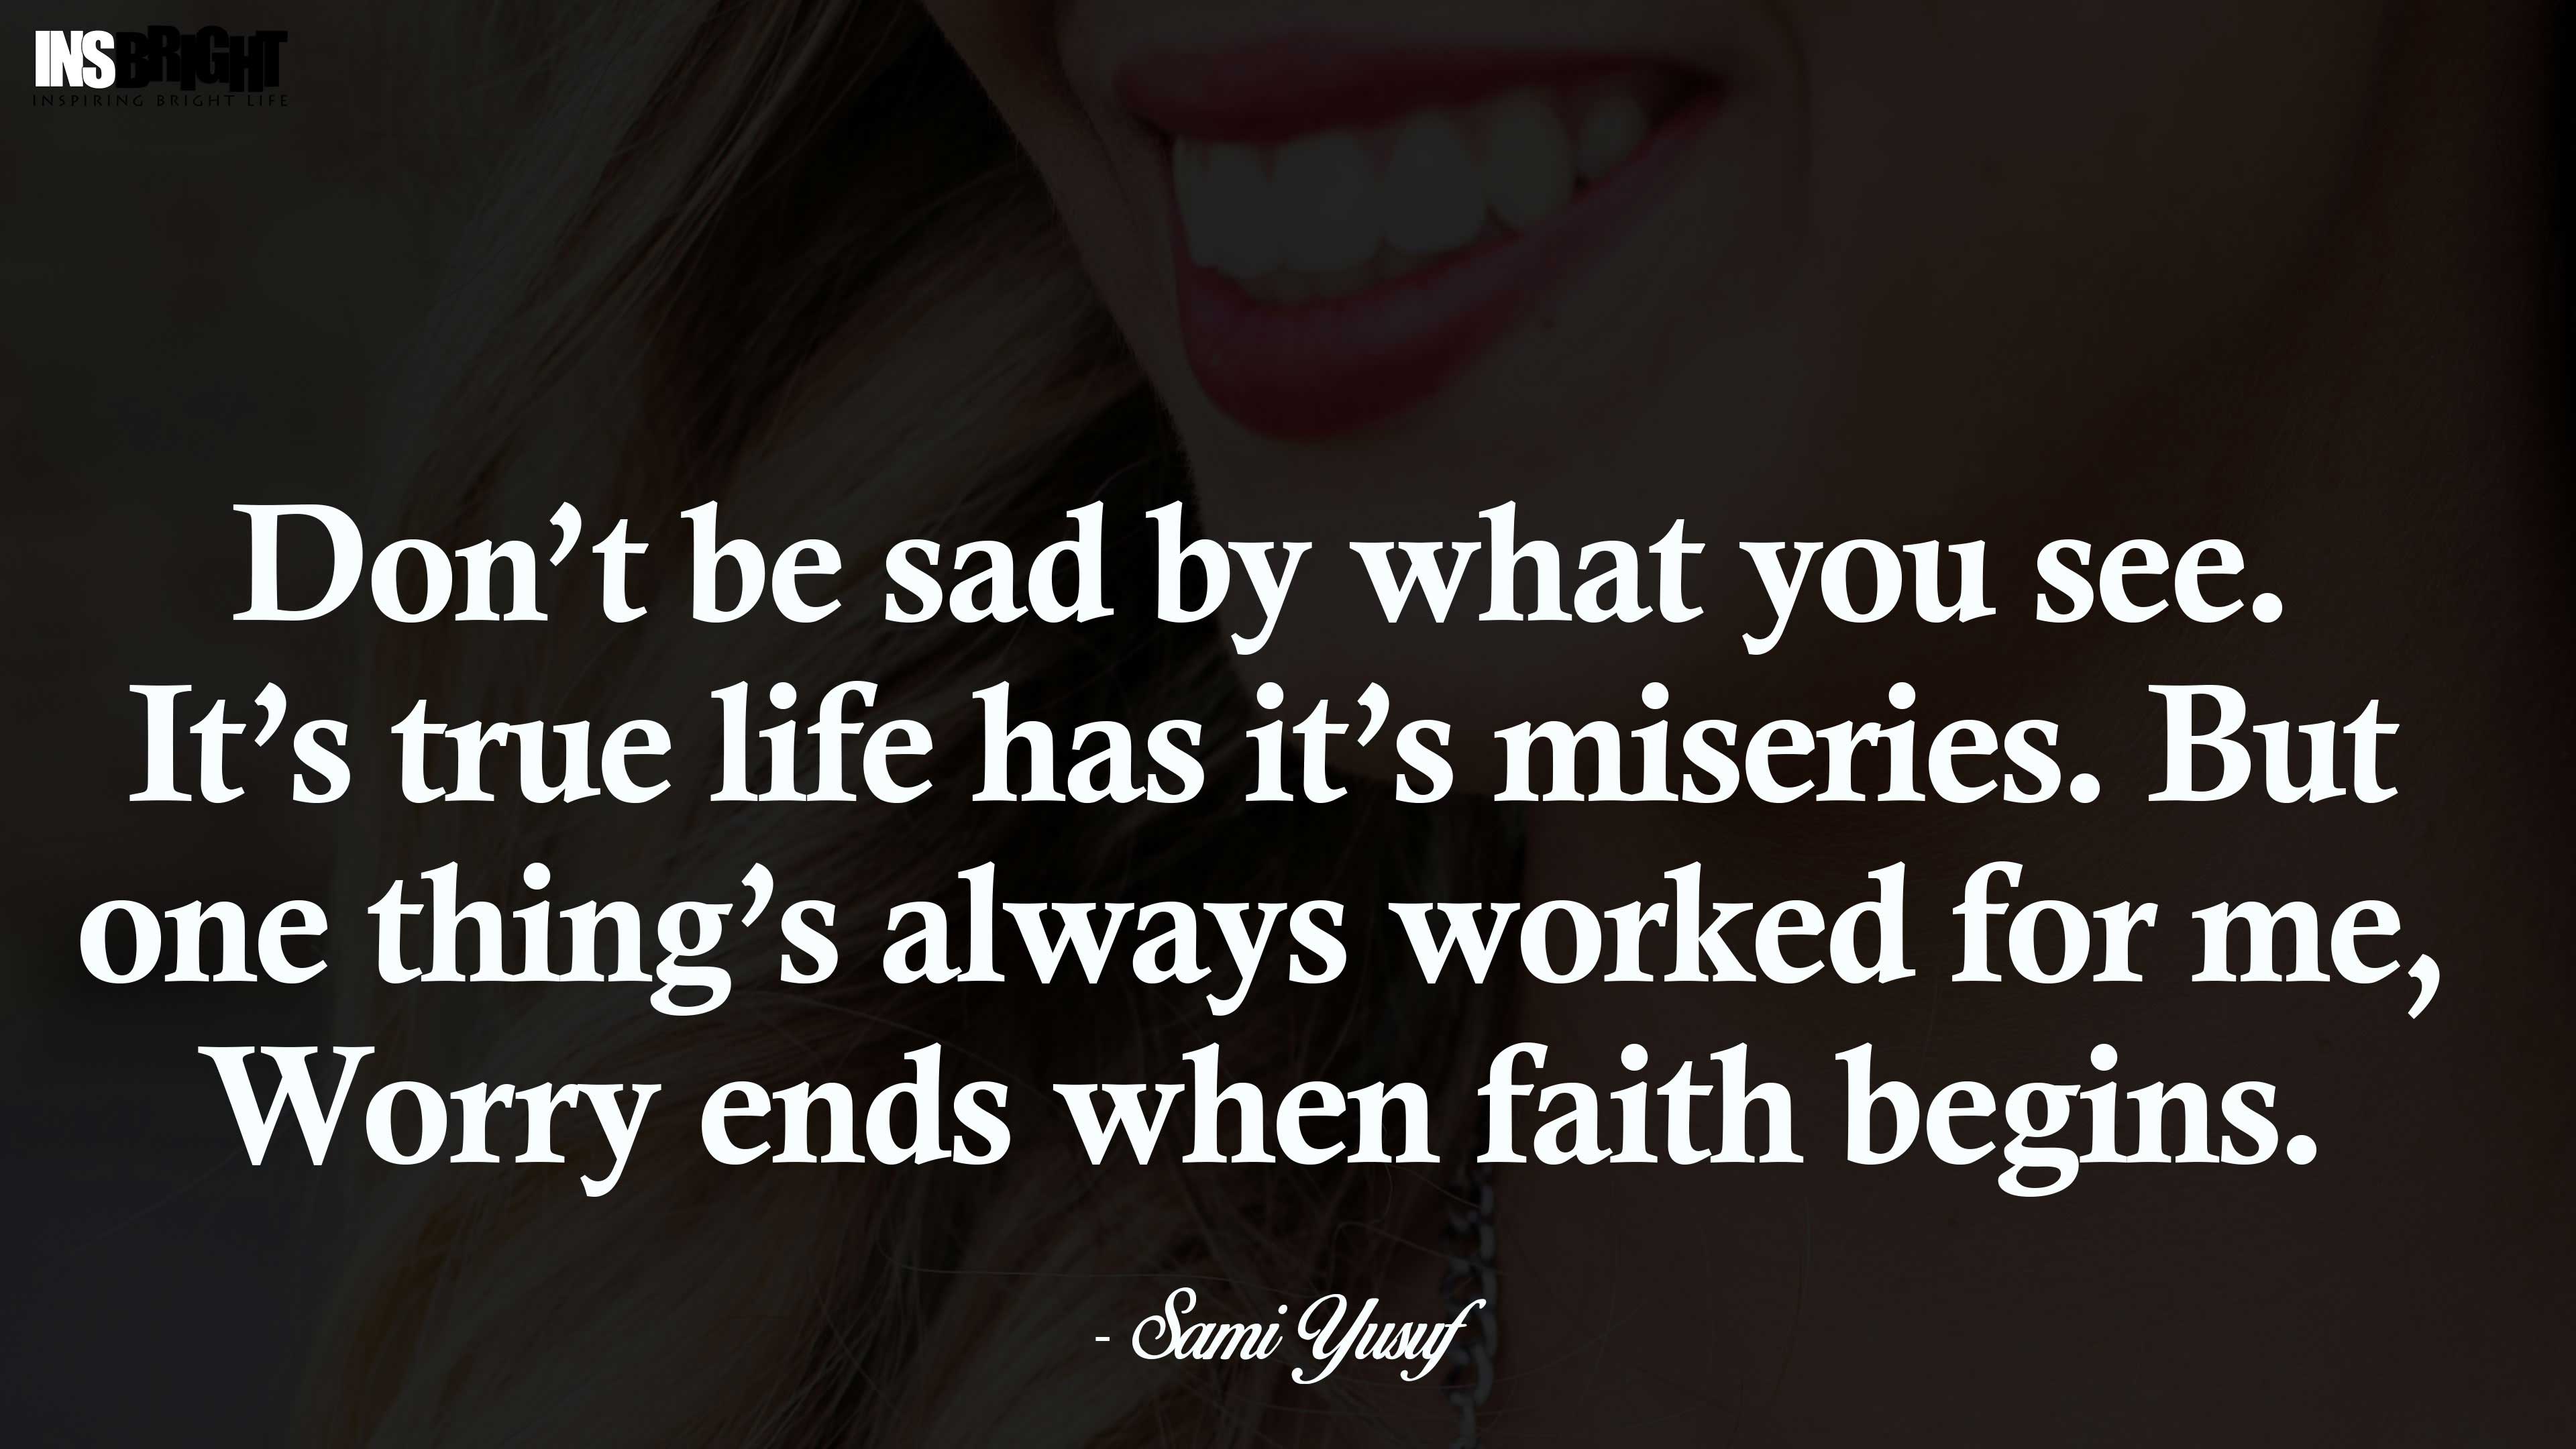 INSBRIGHT
INSPIRING BRIGHT LIFE
Don’t be sad by what you see.
It’s true life has it’s miseries. But
one thing’s always worked for me,
Worry ends when faith begins.
- Sami Yusuf